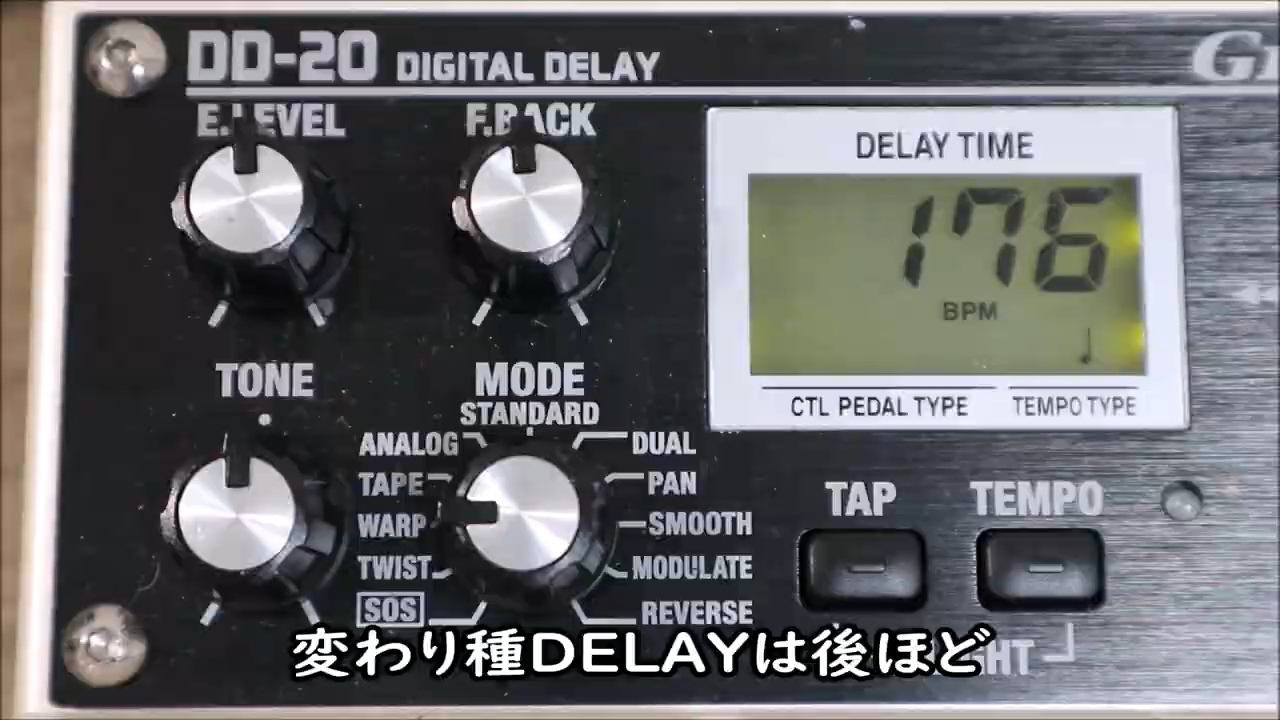 DD-20 DIGITAL DELAY
E.LEVEL
F.BACK
DELAY TIME
176
BPM
CTL PEDAL TYPE
TEMPO TYPE
TONE
MODE
STANDARD
ANALOG
TAPE
WARP
TWIST
SOS
DUAL
PAN
SMOOTH
MODULATE
REVERSE
TAP
TEMPO
変わり種DELAYは後ほど